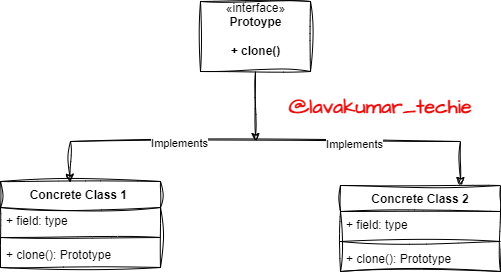 «interface»
Protoype
+ clone()
@lavakumar_techie
Implements
Implements
Concrete Class 1
+ field: type
+ clone(): Prototype
Concrete Class 2
+ field: type
+ clone(): Prototype